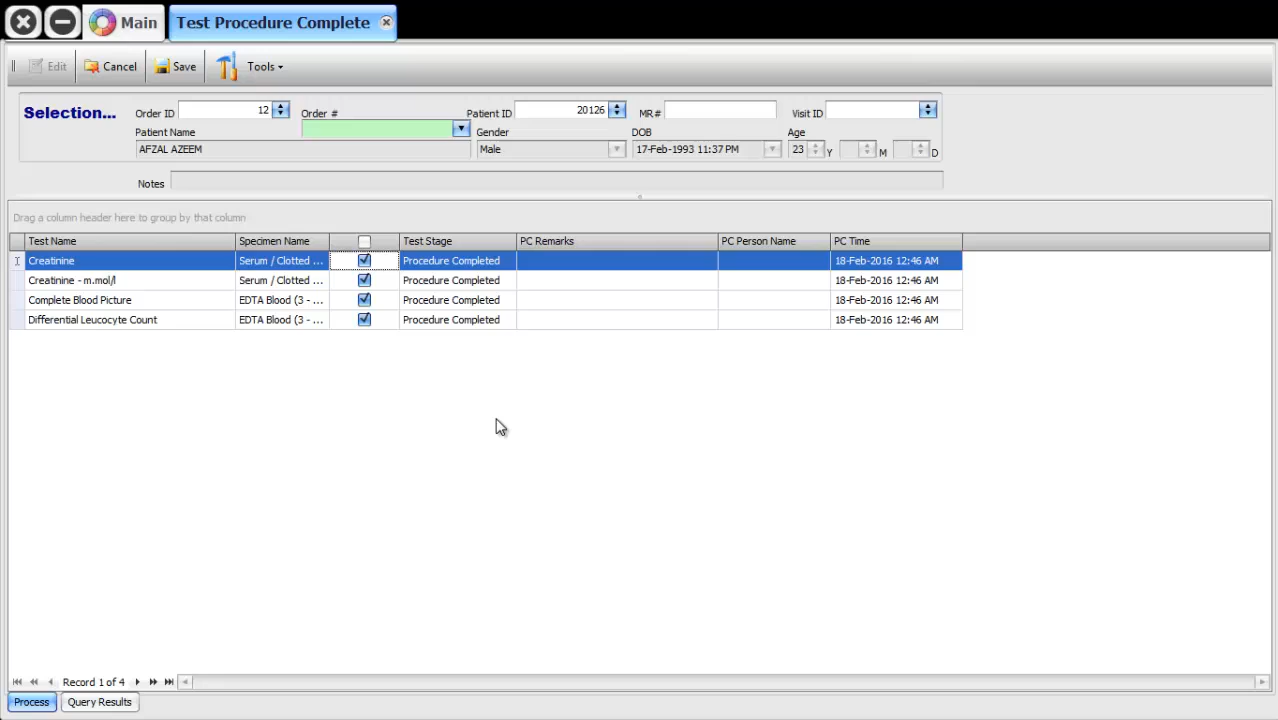 Main
Test Procedure Complete
Edit
Cancel
Save
Tools
Selection...
Order ID
12
Order #
Patient ID
20126
MR#
Visit ID
Patient Name
Gender
DOB
Age
AFZAL AZEEM
Male
17-Feb-1993 11:37 PM
23
Y
M
D
Notes
Drag a column header here to group by that column
Test Name
Specimen Name
Test Stage
PC Remarks
PC Person Name
PC Time
Creatinine
Serum / Clotted ...
Procedure Completed
18-Feb-2016 12:46 AM
Creatinine - m.mol/l
Serum / Clotted ...
Procedure Completed
18-Feb-2016 12:46 AM
Complete Blood Picture
EDTA Blood (3 - ...
Procedure Completed
18-Feb-2016 12:46 AM
Differential Leucocyte Count
EDTA Blood (3 - ...
Procedure Completed
18-Feb-2016 12:46 AM
Record 1 of 4
Process
Query Results